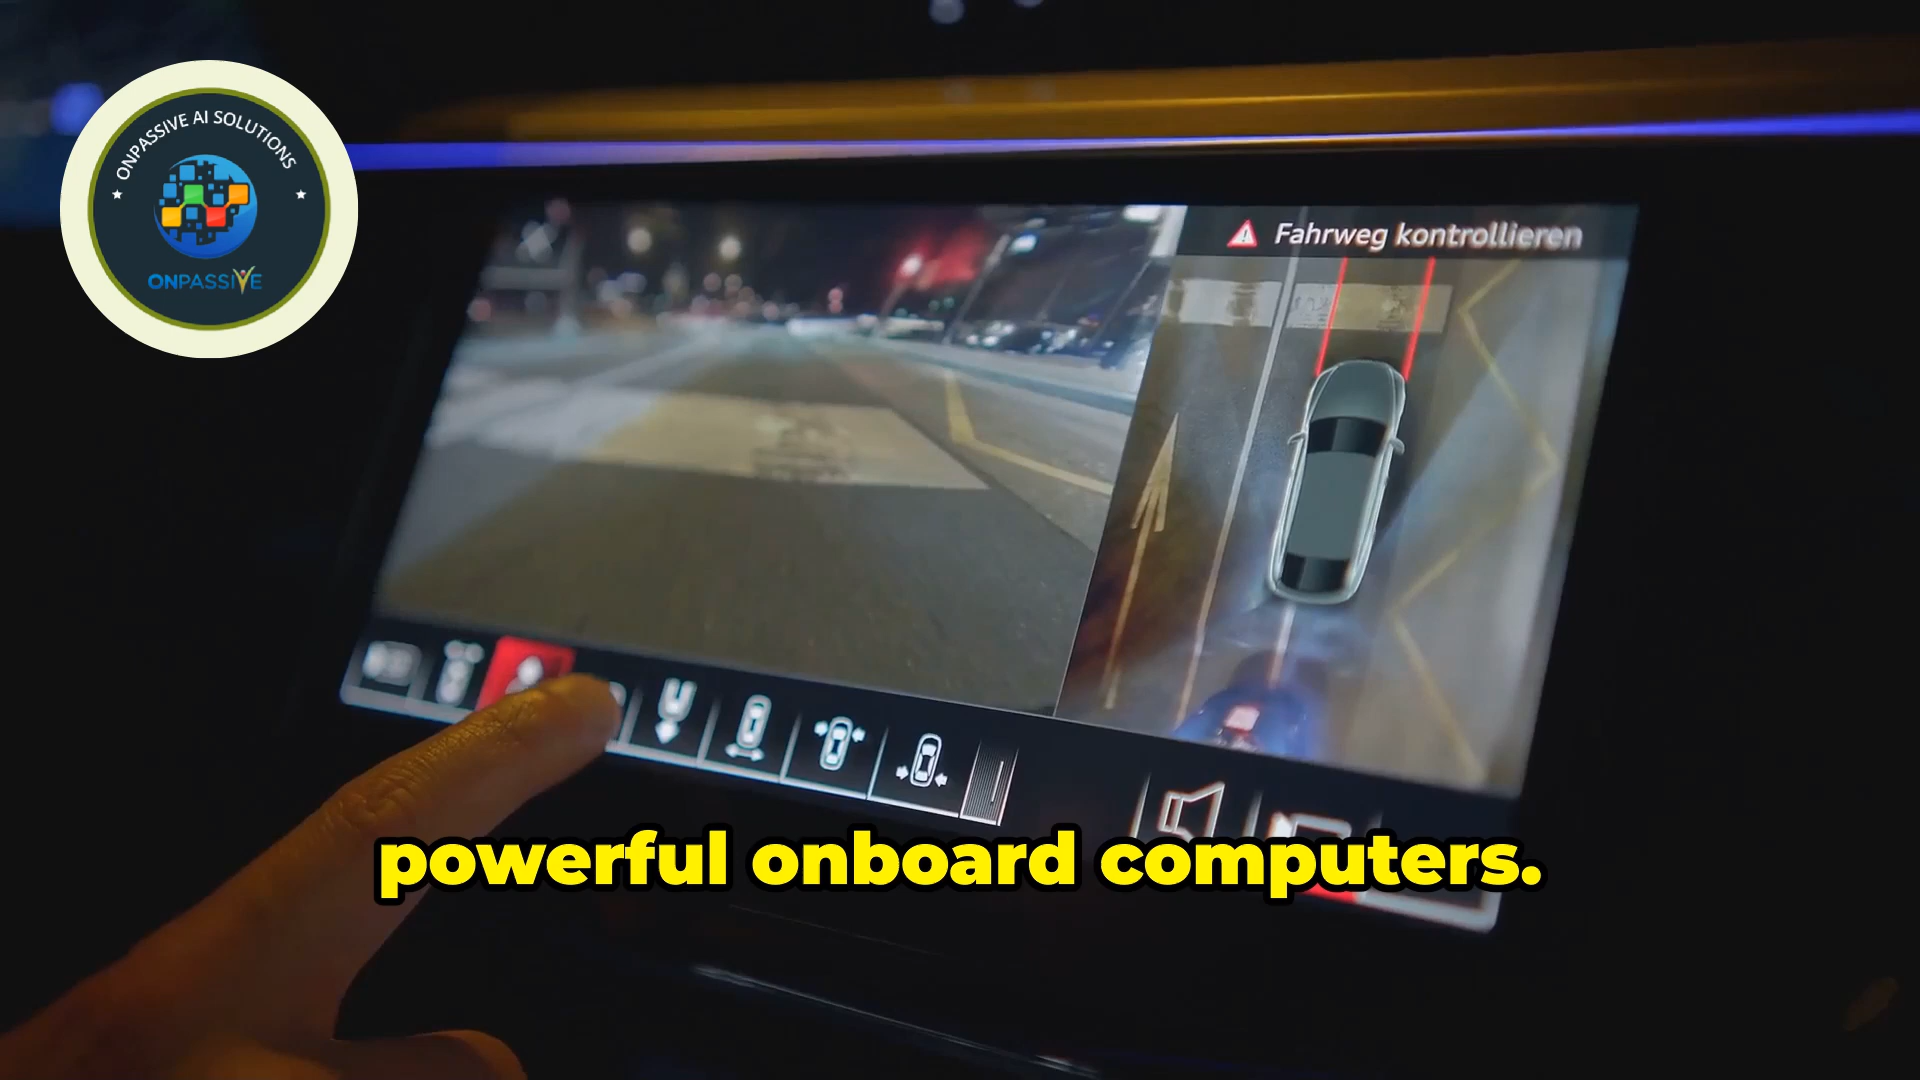 ONPASSIVE AI SOLUTIONS
ONPASSIVE
Fahrweg kontrollieren
powerful onboard computers.